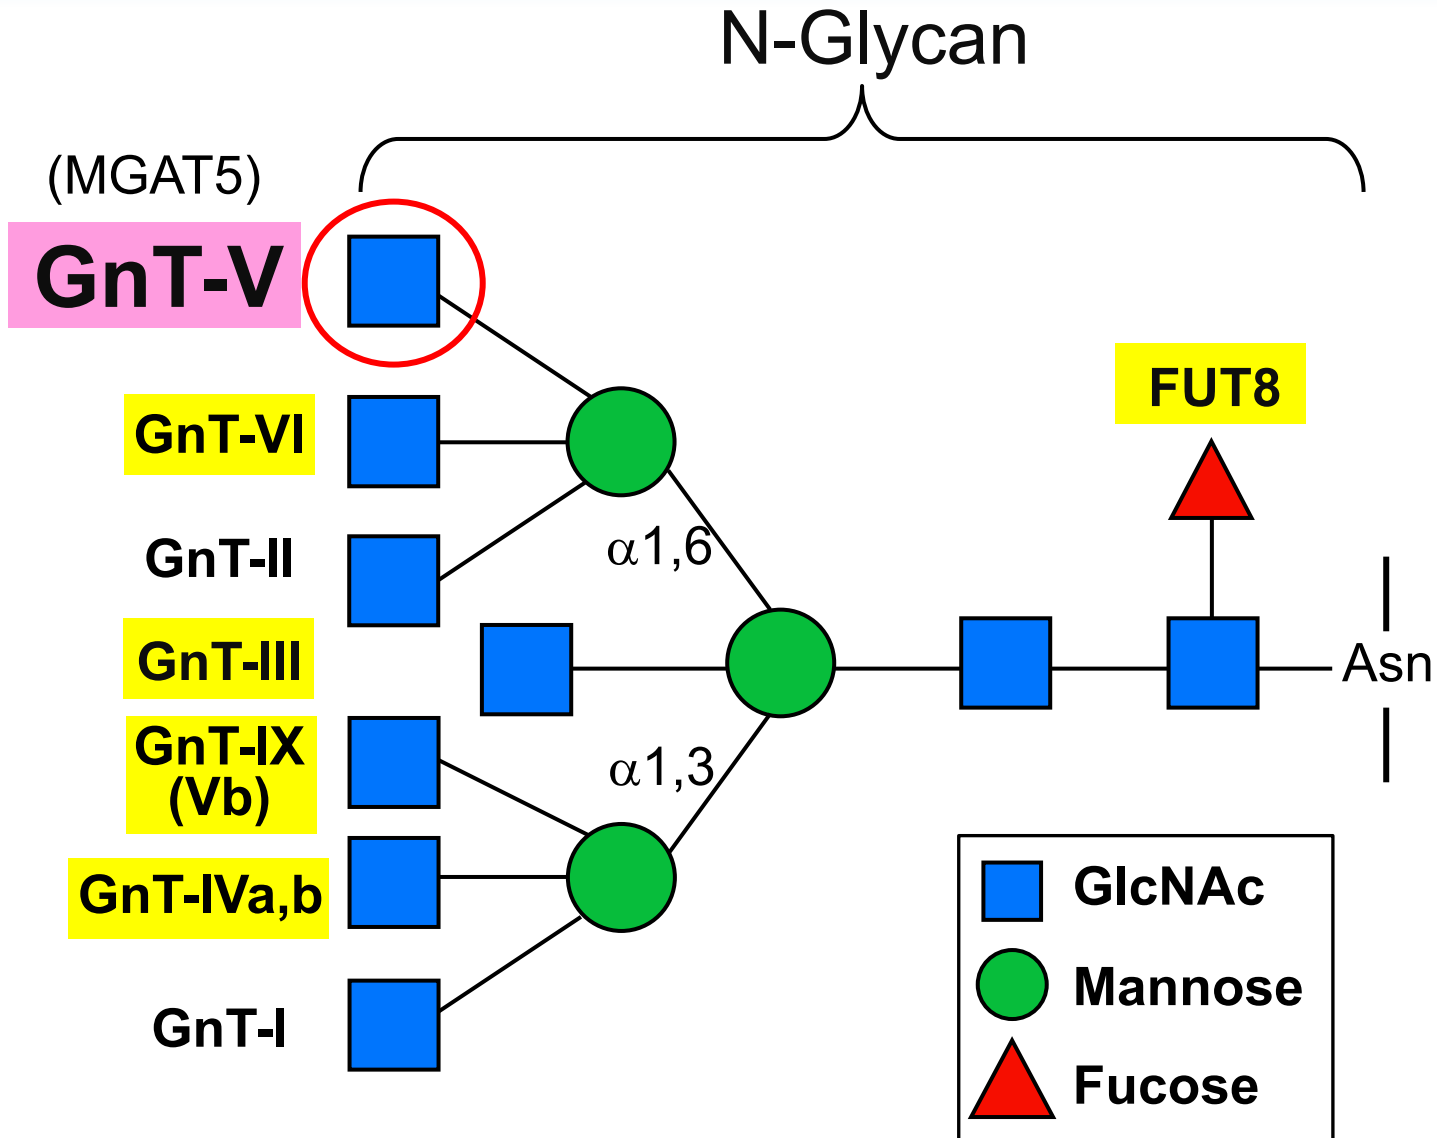 N-Glycan
(MGAT5)
GnT-V
GnT-VI
GnT-II
GnT-III
GnT-IX
(Vb)
GnT-IVa,b
GnT-I
α1,6
α1,3
FUT8
Asn
GlcNAc
Mannose
Fucose